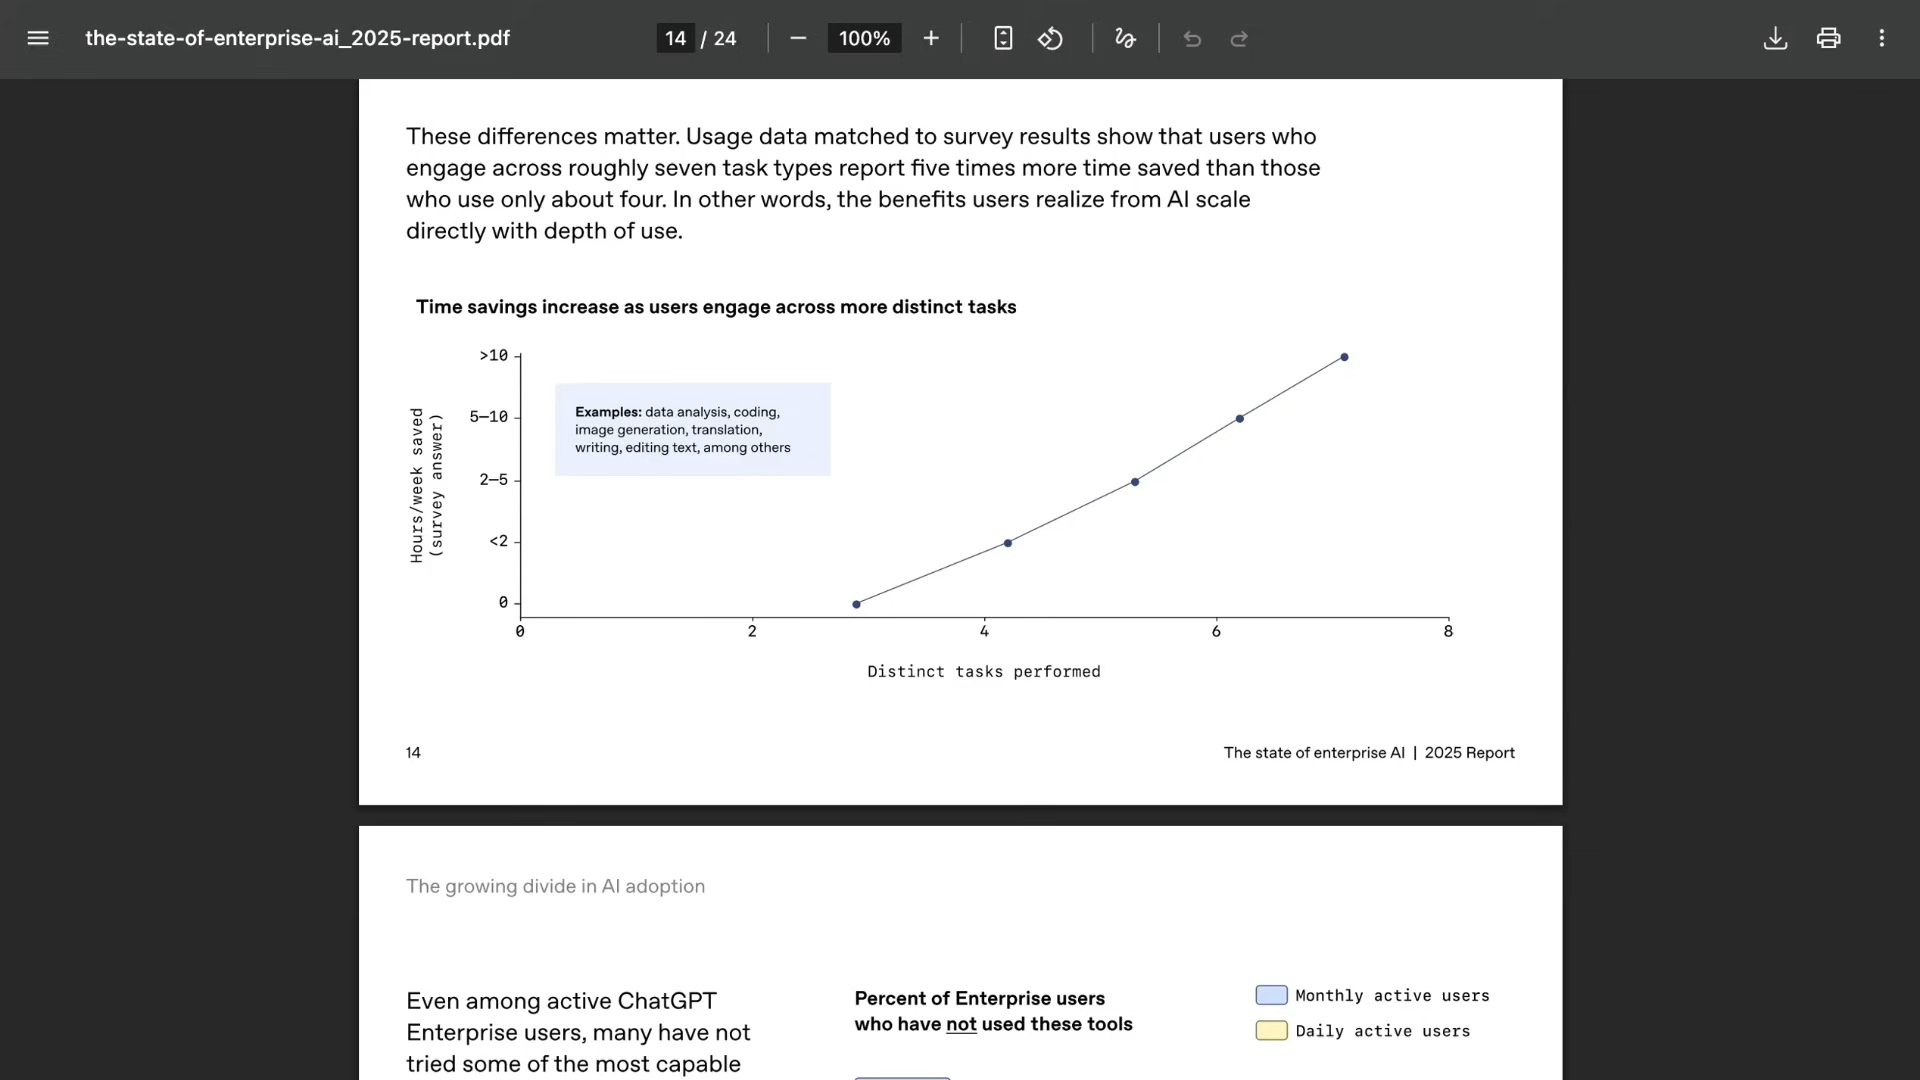 the-state-of-enterprise-ai_2025-report.pdf
14 / 24
100%
These differences matter. Usage data matched to survey results show that users who
engage across roughly seven task types report five times more time saved than those
who use only about four. In other words, the benefits users realize from AI scale
directly with depth of use.
Time savings increase as users engage across more distinct tasks
Hours/week saved
(survey answer)
>10
5–10
2–5
<2
0
Examples: data analysis, coding,
image generation, translation,
writing, editing text, among others
0 2 4 6 8
Distinct tasks performed
14
The state of enterprise AI | 2025 Report
The growing divide in AI adoption
Even among active ChatGPT
Enterprise users, many have not
tried some of the most capable
Percent of Enterprise users
who have not used these tools
Monthly active users
Daily active users